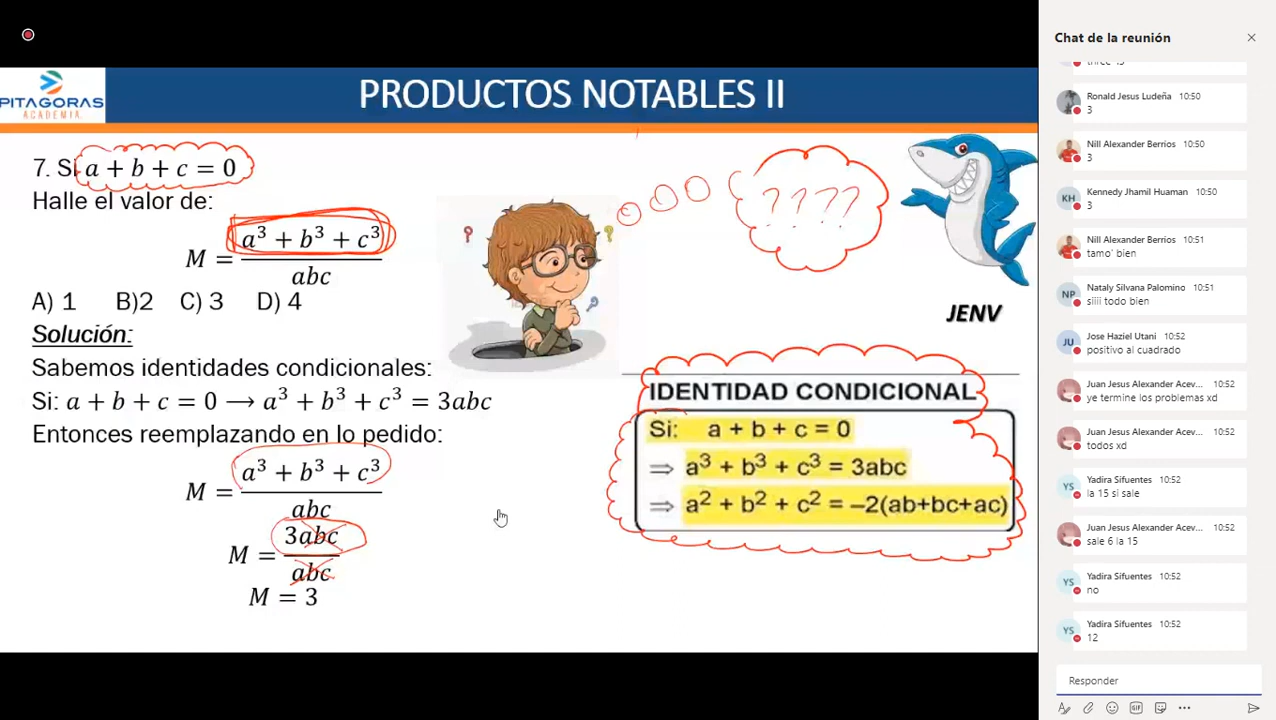 PITAGORAS
ACADEMIA
PRODUCTOS NOTABLES II
7. Si a + b + c = 0
Halle el valor de:
M = (a³ + b³ + c³)/abc
A) 1 B)2 C) 3 D) 4
Solución:
Sabemos identidades condicionales:
Si: a + b + c = 0 ⟶ a³ + b³ + c³ = 3abc
Entonces reemplazando en lo pedido:
M = (a³ + b³ + c³)/abc
M = 3abc/abc
M = 3
? ? ? ?
????
JENV
IDENTIDAD CONDICIONAL
Si: a + b + c = 0
⇒ a³ + b³ + c³ = 3abc
⇒ a² + b² + c² = –2(ab+bc+ac)
Chat de la reunión
Ronald Jesus Ludeña 10:50
3
Nill Alexander Berrios 10:50
3
KH
Kennedy Jhamil Huaman 10:50
3
Nill Alexander Berrios 10:51
tamo' bien
NP
Nataly Silvana Palomino 10:51
siiii todo bien
JU
Jose Haziel Utani 10:52
positivo al cuadrado
Juan Jesus Alexander Acev... 10:52
ye termine los problemas xd
Juan Jesus Alexander Acev... 10:52
todos xd
YS
Yadira Sifuentes 10:52
la 15 si sale
Juan Jesus Alexander Acev... 10:52
sale 6 la 15
YS
Yadira Sifuentes 10:52
no
YS
Yadira Sifuentes 10:52
12
Responder
GIF